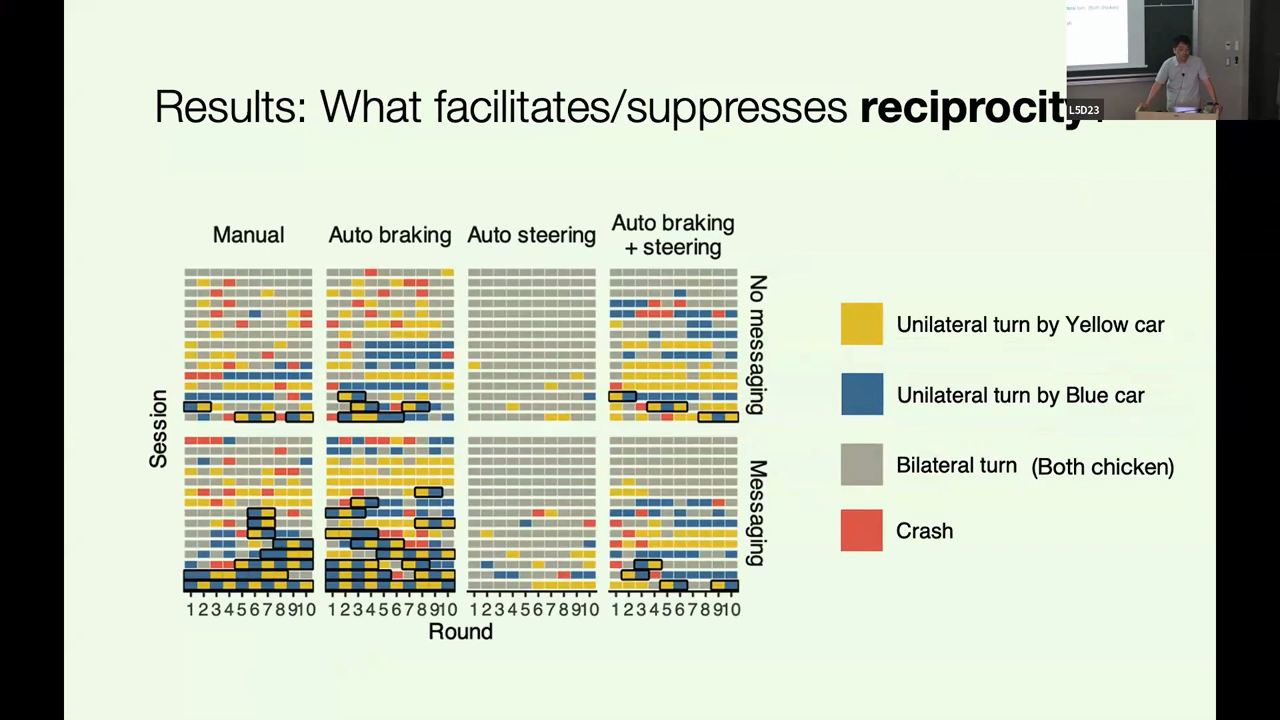 Results: What facilitates/suppresses reciprocity
L5D23
Manual
Auto braking
Auto steering
Auto braking
+ steering
No messaging
Messaging
Session
1 2 3 4 5 6 7 8 9 10
1 2 3 4 5 6 7 8 9 10
1 2 3 4 5 6 7 8 9 10
1 2 3 4 5 6 7 8 9 10
Round
Unilateral turn by Yellow car
Unilateral turn by Blue car
Bilateral turn (Both chicken)
Crash